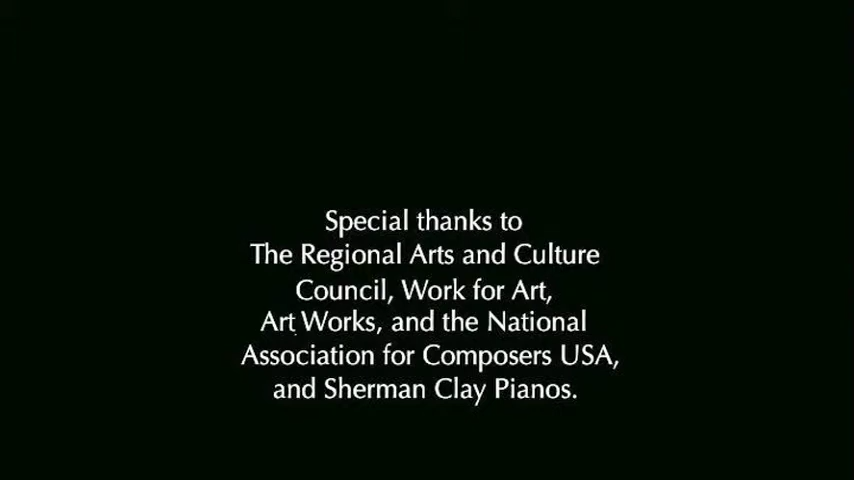 Special thanks to
The Regional Arts and Culture
Council, Work for Art,
Art Works, and the National
Association for Composers USA,
and Sherman Clay Pianos.